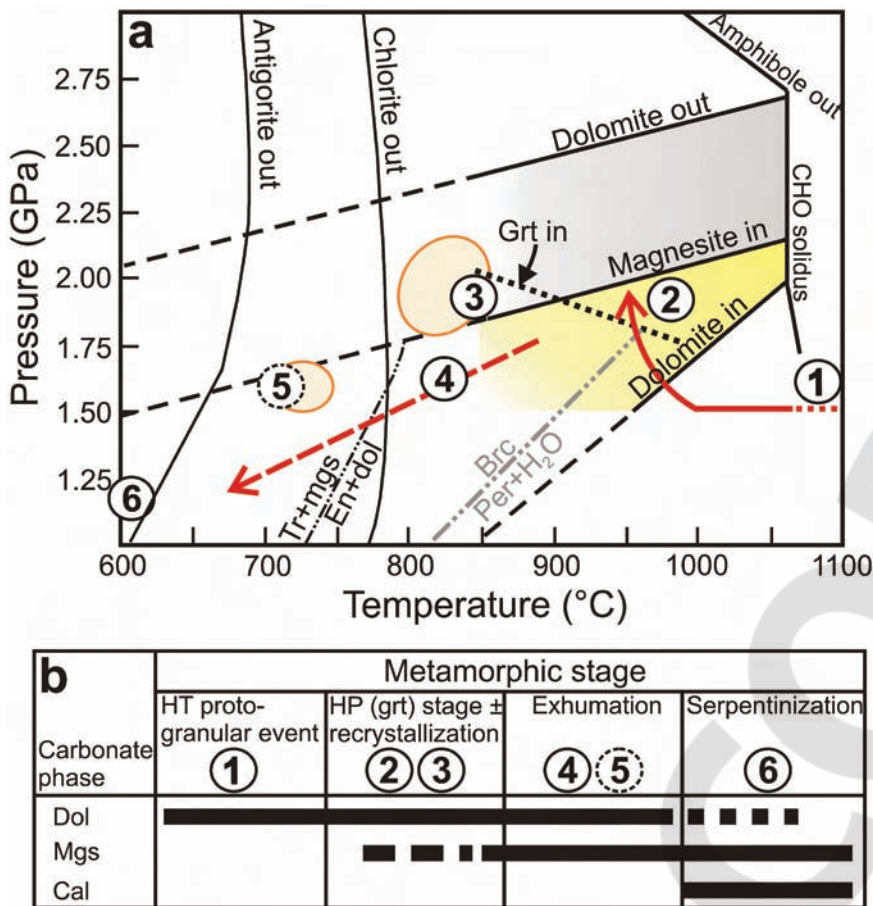 a
Antigorite out
Chlorite out
Amphibole out
Dolomite out
CHO solidus
Grt in
Magnesite in
Dolomite in
Tr+mgs
En+dol
Brc
Per+H2O
1
2
3
4
5
6
Pressure (GPa)
2.75
2.50
2.25
2.00
1.75
1.50
1.25
600 700 800 900 1000 1100
Temperature (°C)
b
Metamorphic stage
Carbonate phase
HT proto-
granular event
1
HP (grt) stage ±
recrystallization
2 3
Exhumation
4 5
Serpentinization
6
Dol
Mgs
Cal